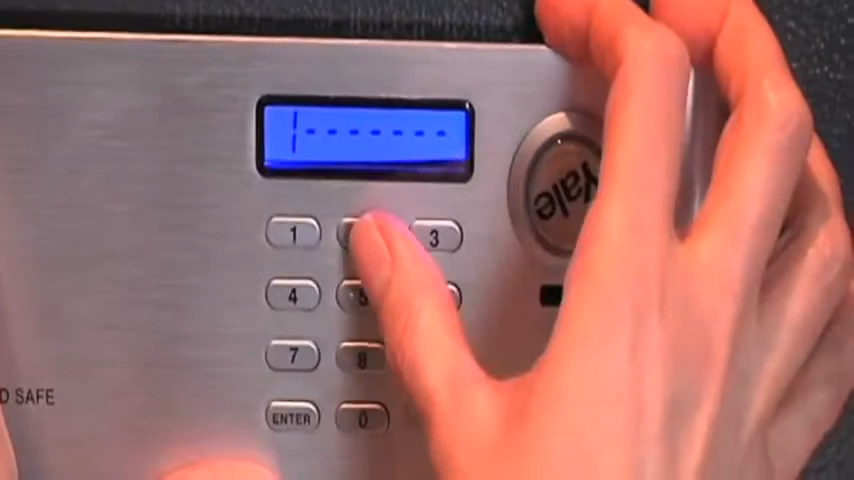 1------
Yale
1 3
4 5
7 8
ENTER 0
D SAFE